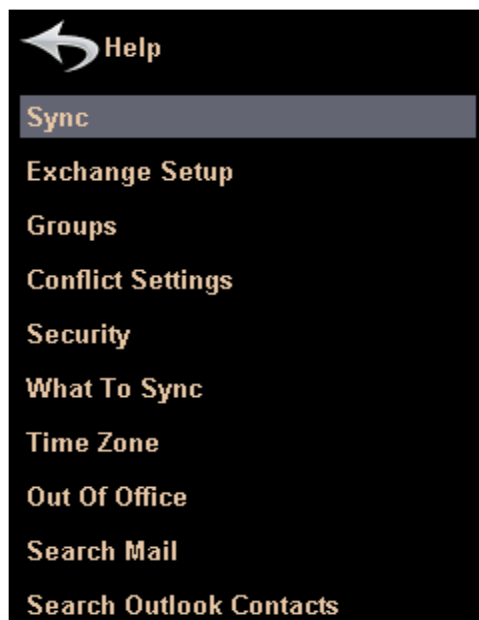 Help
Sync
Exchange Setup
Groups
Conflict Settings
Security
What To Sync
Time Zone
Out Of Office
Search Mail
Search Outlook Contacts